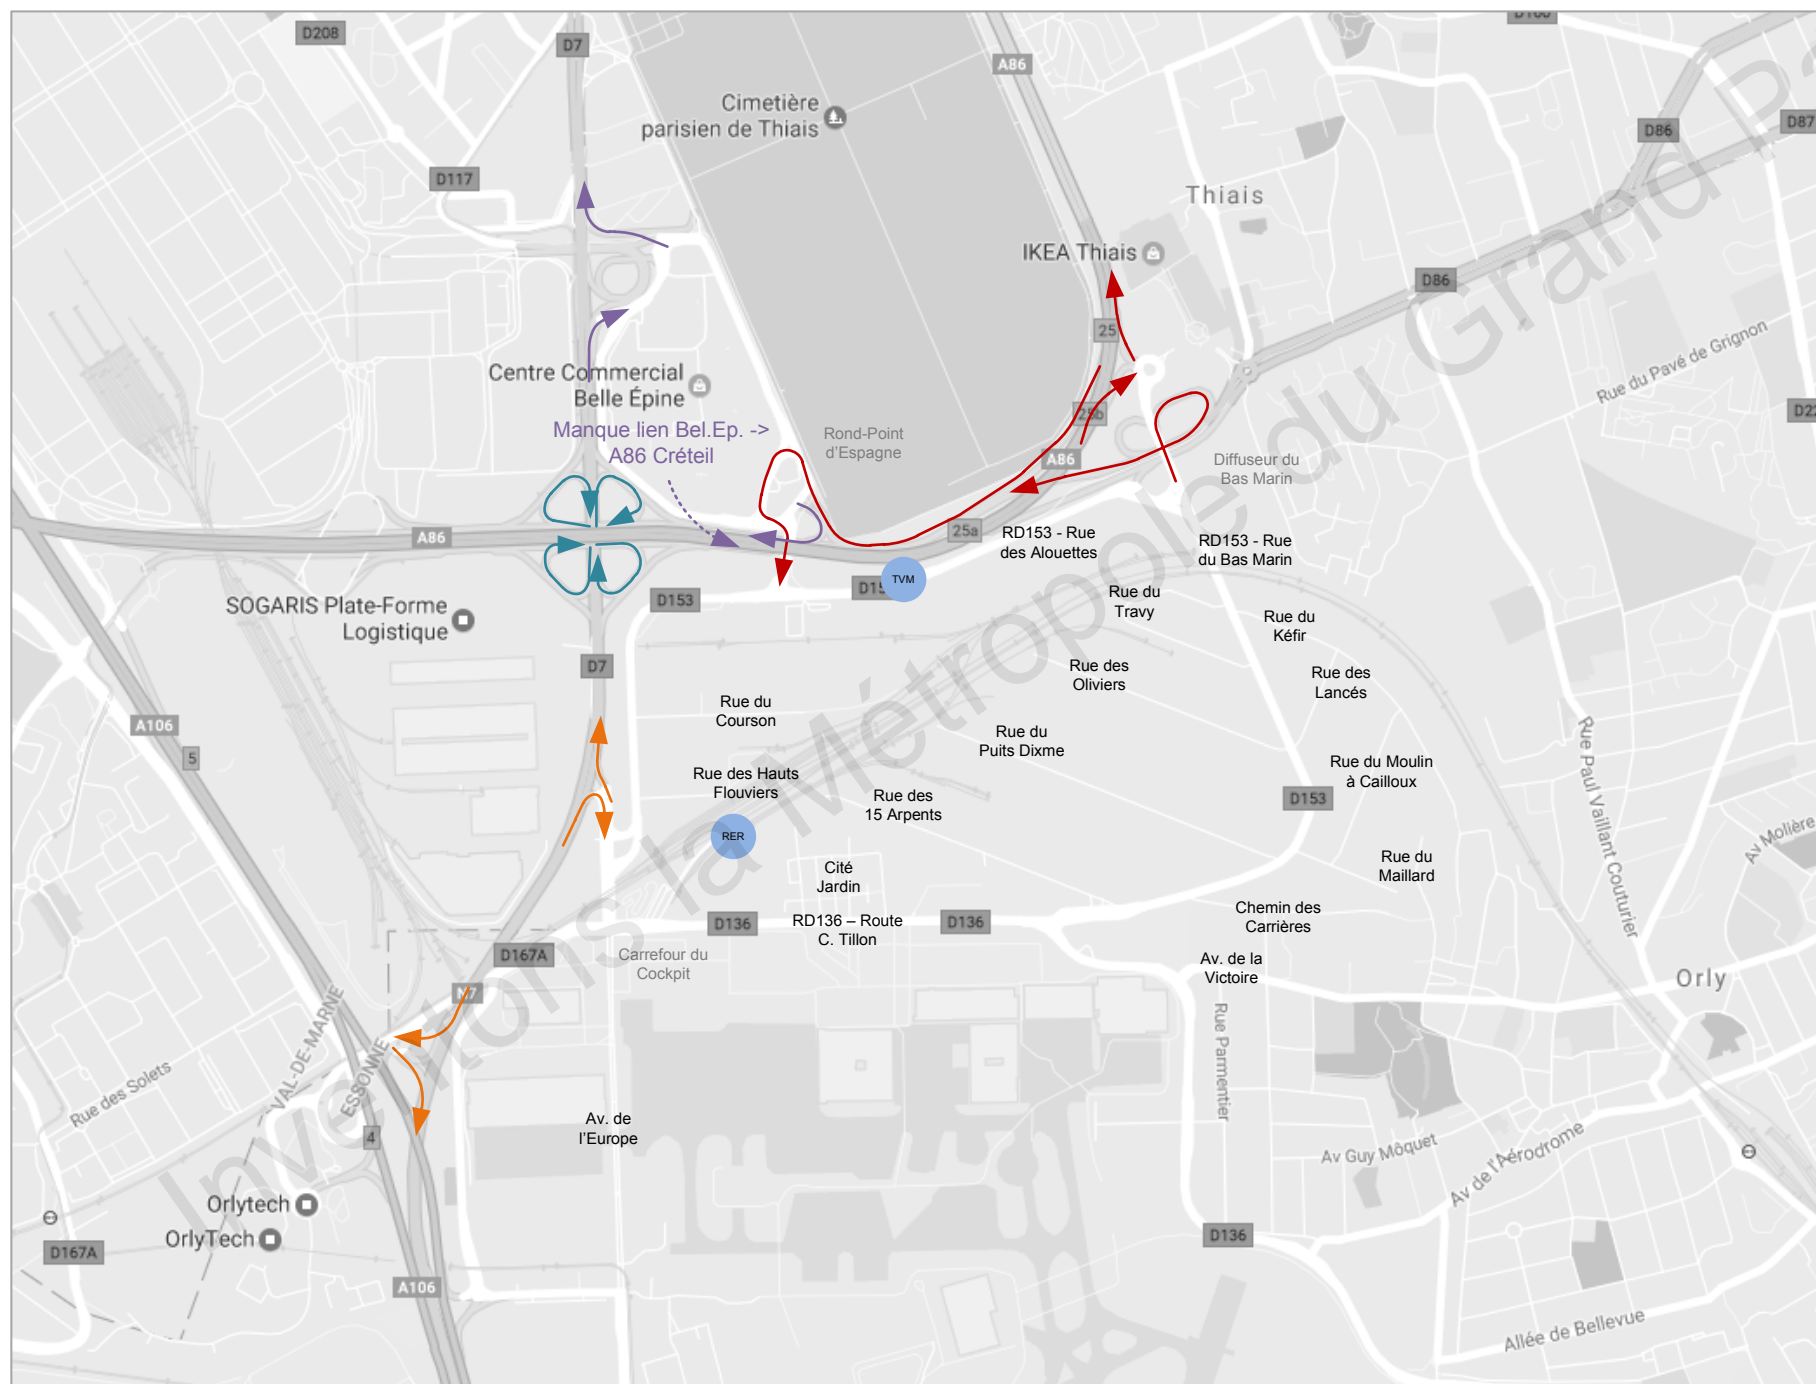 D208
D7
A86
D160
Cimetière
parisien de Thiais
D86
D87
D117
Thiais
IKEA Thiais
D86
25
Rue du Pavé de Grignon
Centre Commercial
Belle Épine
Manque lien Bel.Ep. ->
A86 Créteil
Rond-Point
d'Espagne
25b
A86
Diffuseur du
Bas Marin
D22
A86
25a
RD153 - Rue
des Alouettes
RD153 - Rue
du Bas Marin
TVM
D153
D15
SOGARIS Plate-Forme
Logistique
Rue du
Travy
Rue du
Kéfir
D7
Rue des
Oliviers
Rue des
Lancés
A106
5
Rue du
Courson
Rue du
Puits Dixme
Rue du Moulin
à Cailloux
Rue Paul Vaillant Couturier
Rue des Hauts
Flouviers
Rue des
15 Arpents
D153
Av Molière
RER
Cité
Jardin
Rue du
Maillard
D136
RD136 – Route
C. Tillon
D136
Chemin des
Carrières
D167A
Carrefour du
Cockpit
Av. de la
Victoire
Orly
N7
VAL-DE-MARNE
ESSONNE
Rue des Solets
Rue Parmentier
Av. de
l'Europe
4
Av Guy Môquet
Av de l'Aérodrome
Orlytech
OrlyTech
D167A
D136
A106
Allée de Bellevue
Inventons la Métropole du Grand Pa